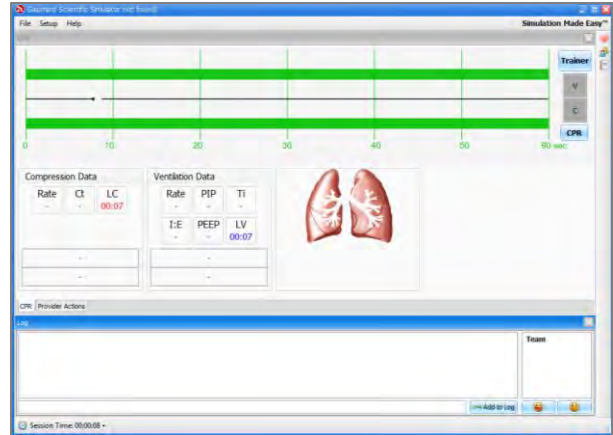 Gaumard Scientific Simulator not found
File Setup Help
Simulation Made Easy™
CPR
Trainer
V
C
CPR
0 10 20 30 40 50 60 sec
Compression Data
Rate Ct LC
- - 00:07
-
-
Ventilation Data
Rate PIP Ti
- - -
I:E PEEP LV
- - 00:07
-
-
CPR Provider Actions
Log
Team
Add to Log
Session Time: 00:00:08